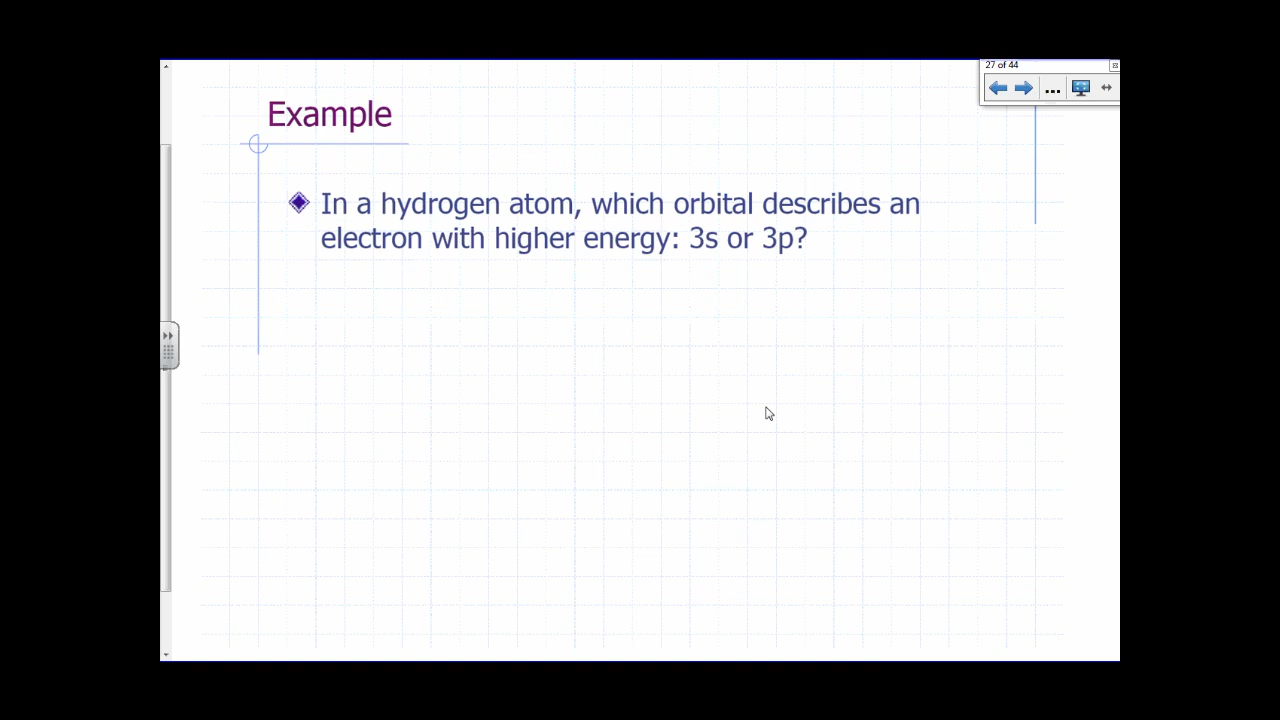 27 of 44
Example
In a hydrogen atom, which orbital describes an
electron with higher energy: 3s or 3p?